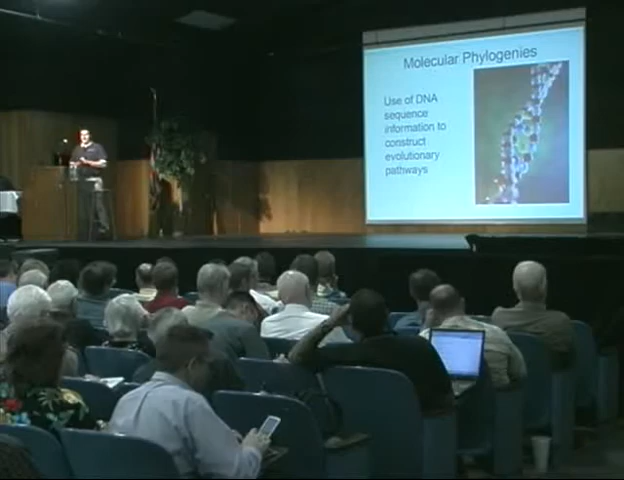 Molecular Phylogenies
Use of DNA
sequence
information to
construct
evolutionary
pathways